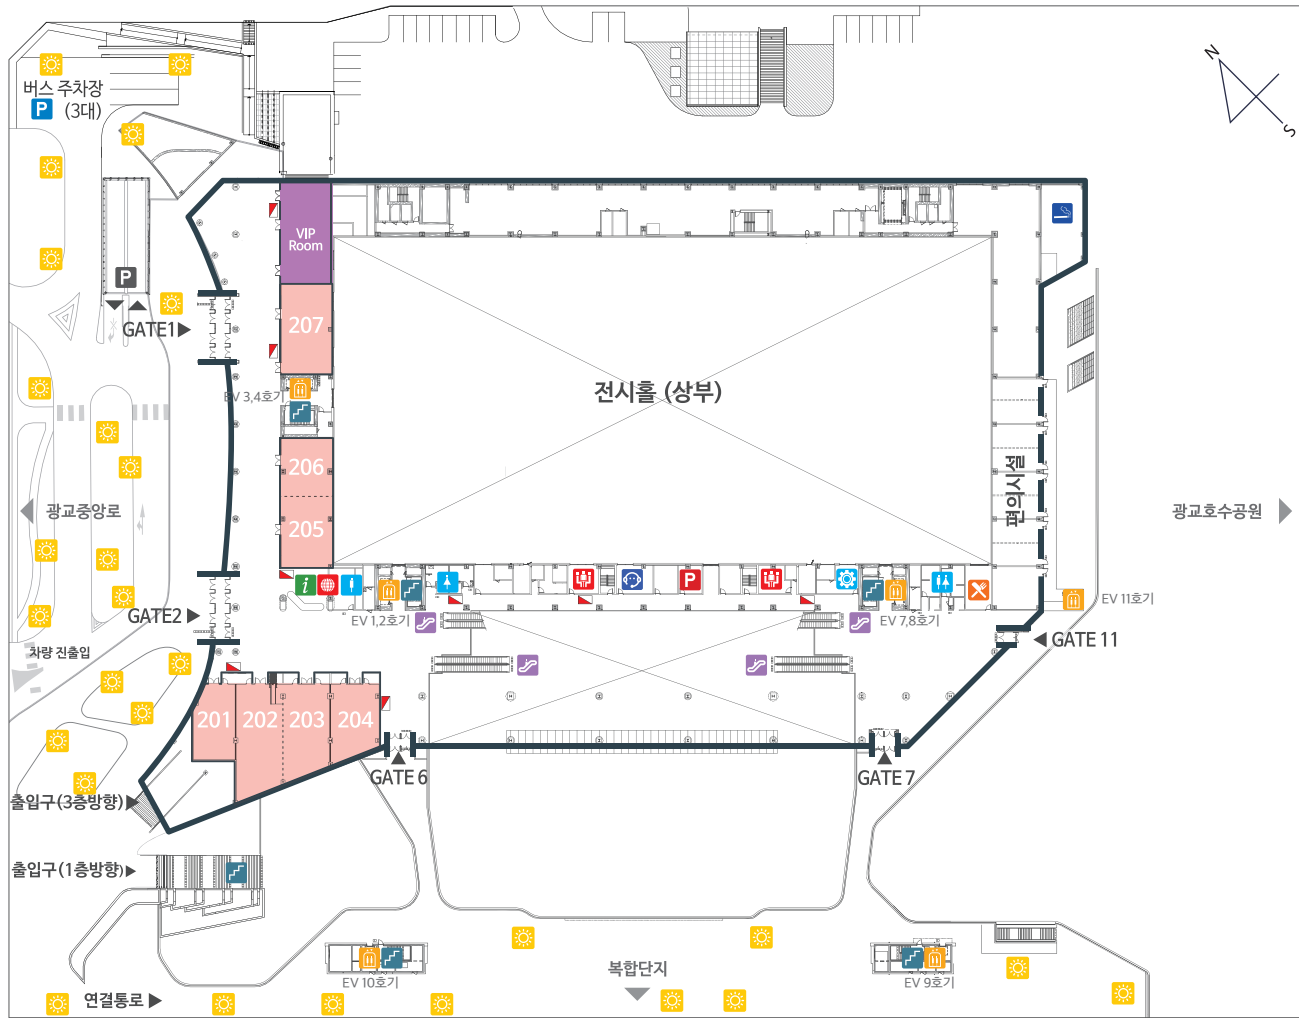 버스 주차장
P (3대)
N
S
VIP
Room
P
GATE1
207
EV 3,4호기
전시홀 (상부)
206
편의시설
광교중앙로
205
광교호수공원
i
P
GATE2
EV 1,2호기
EV 7,8호기
EV 11호기
GATE 11
차량 진출입
201
202
203
204
GATE 6
GATE 7
출입구(3층방향)
출입구(1층방향)
복합단지
EV 10호기
EV 9호기
연결통로